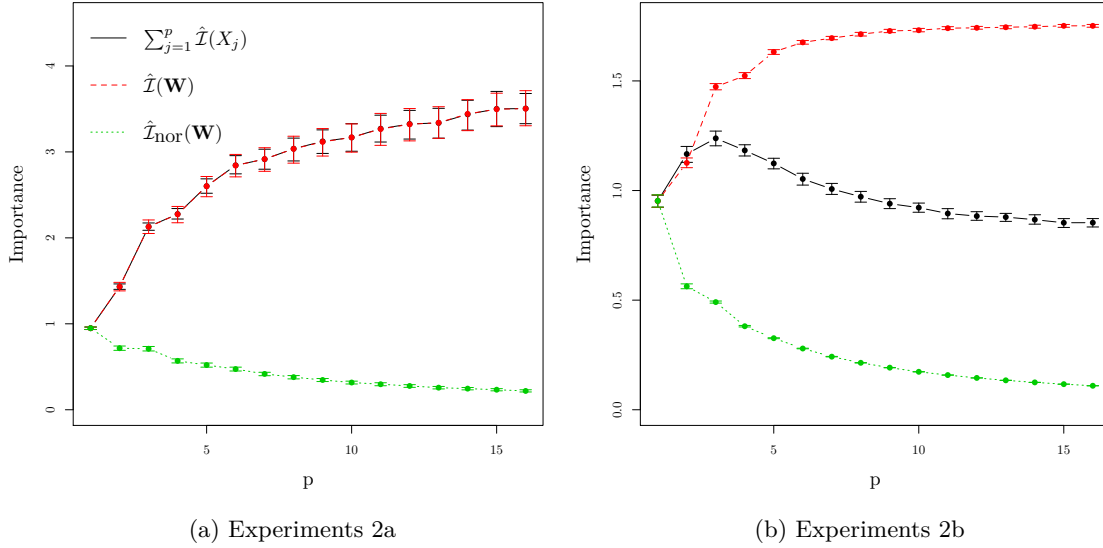 ∑_{j=1}^{p} Î(X_j)
Î(W)
Î_nor(W)
Importance
0
1
2
3
4
5
10
15
p
(a) Experiments 2a
Importance
0.0
0.5
1.0
1.5
5
10
15
p
(b) Experiments 2b